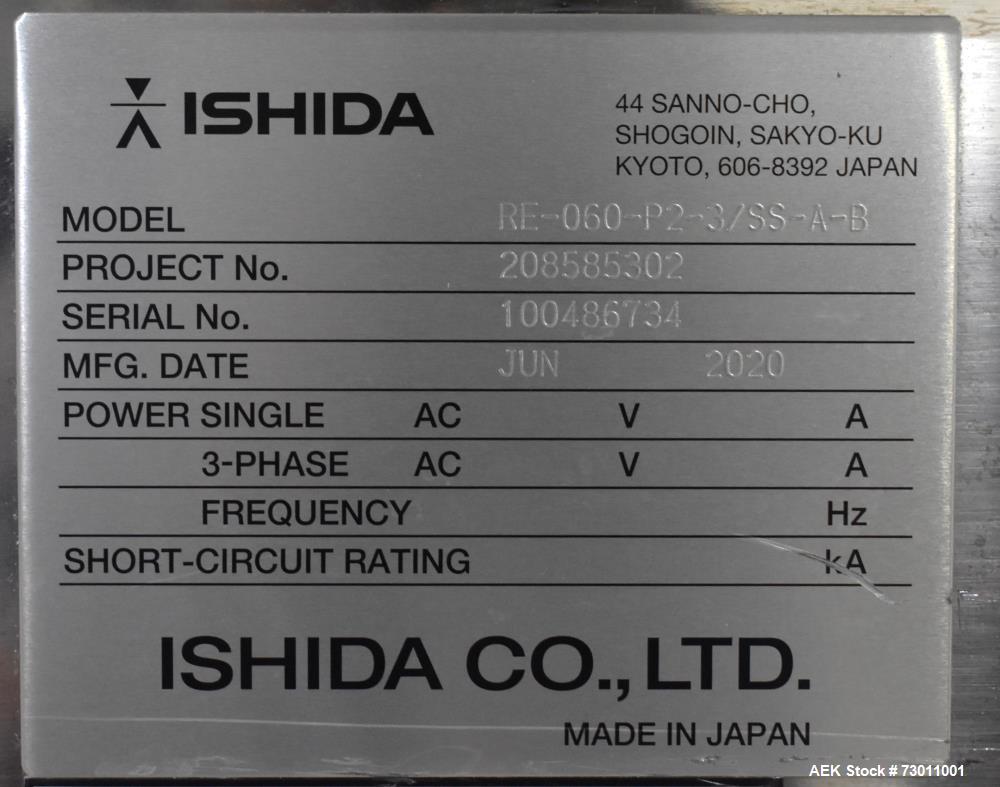 ISHIDA
44 SANNO-CHO,
SHOGOIN, SAKYO-KU
KYOTO, 606-8392 JAPAN
MODEL RE-060-P2-3/SS-A-B
PROJECT No. 208585302
SERIAL No. 100486734
MFG. DATE JUN 2020
POWER SINGLE AC V A
3-PHASE AC V A
FREQUENCY Hz
SHORT-CIRCUIT RATING kA
ISHIDA CO., LTD.
MADE IN JAPAN
AEK Stock # 73011001